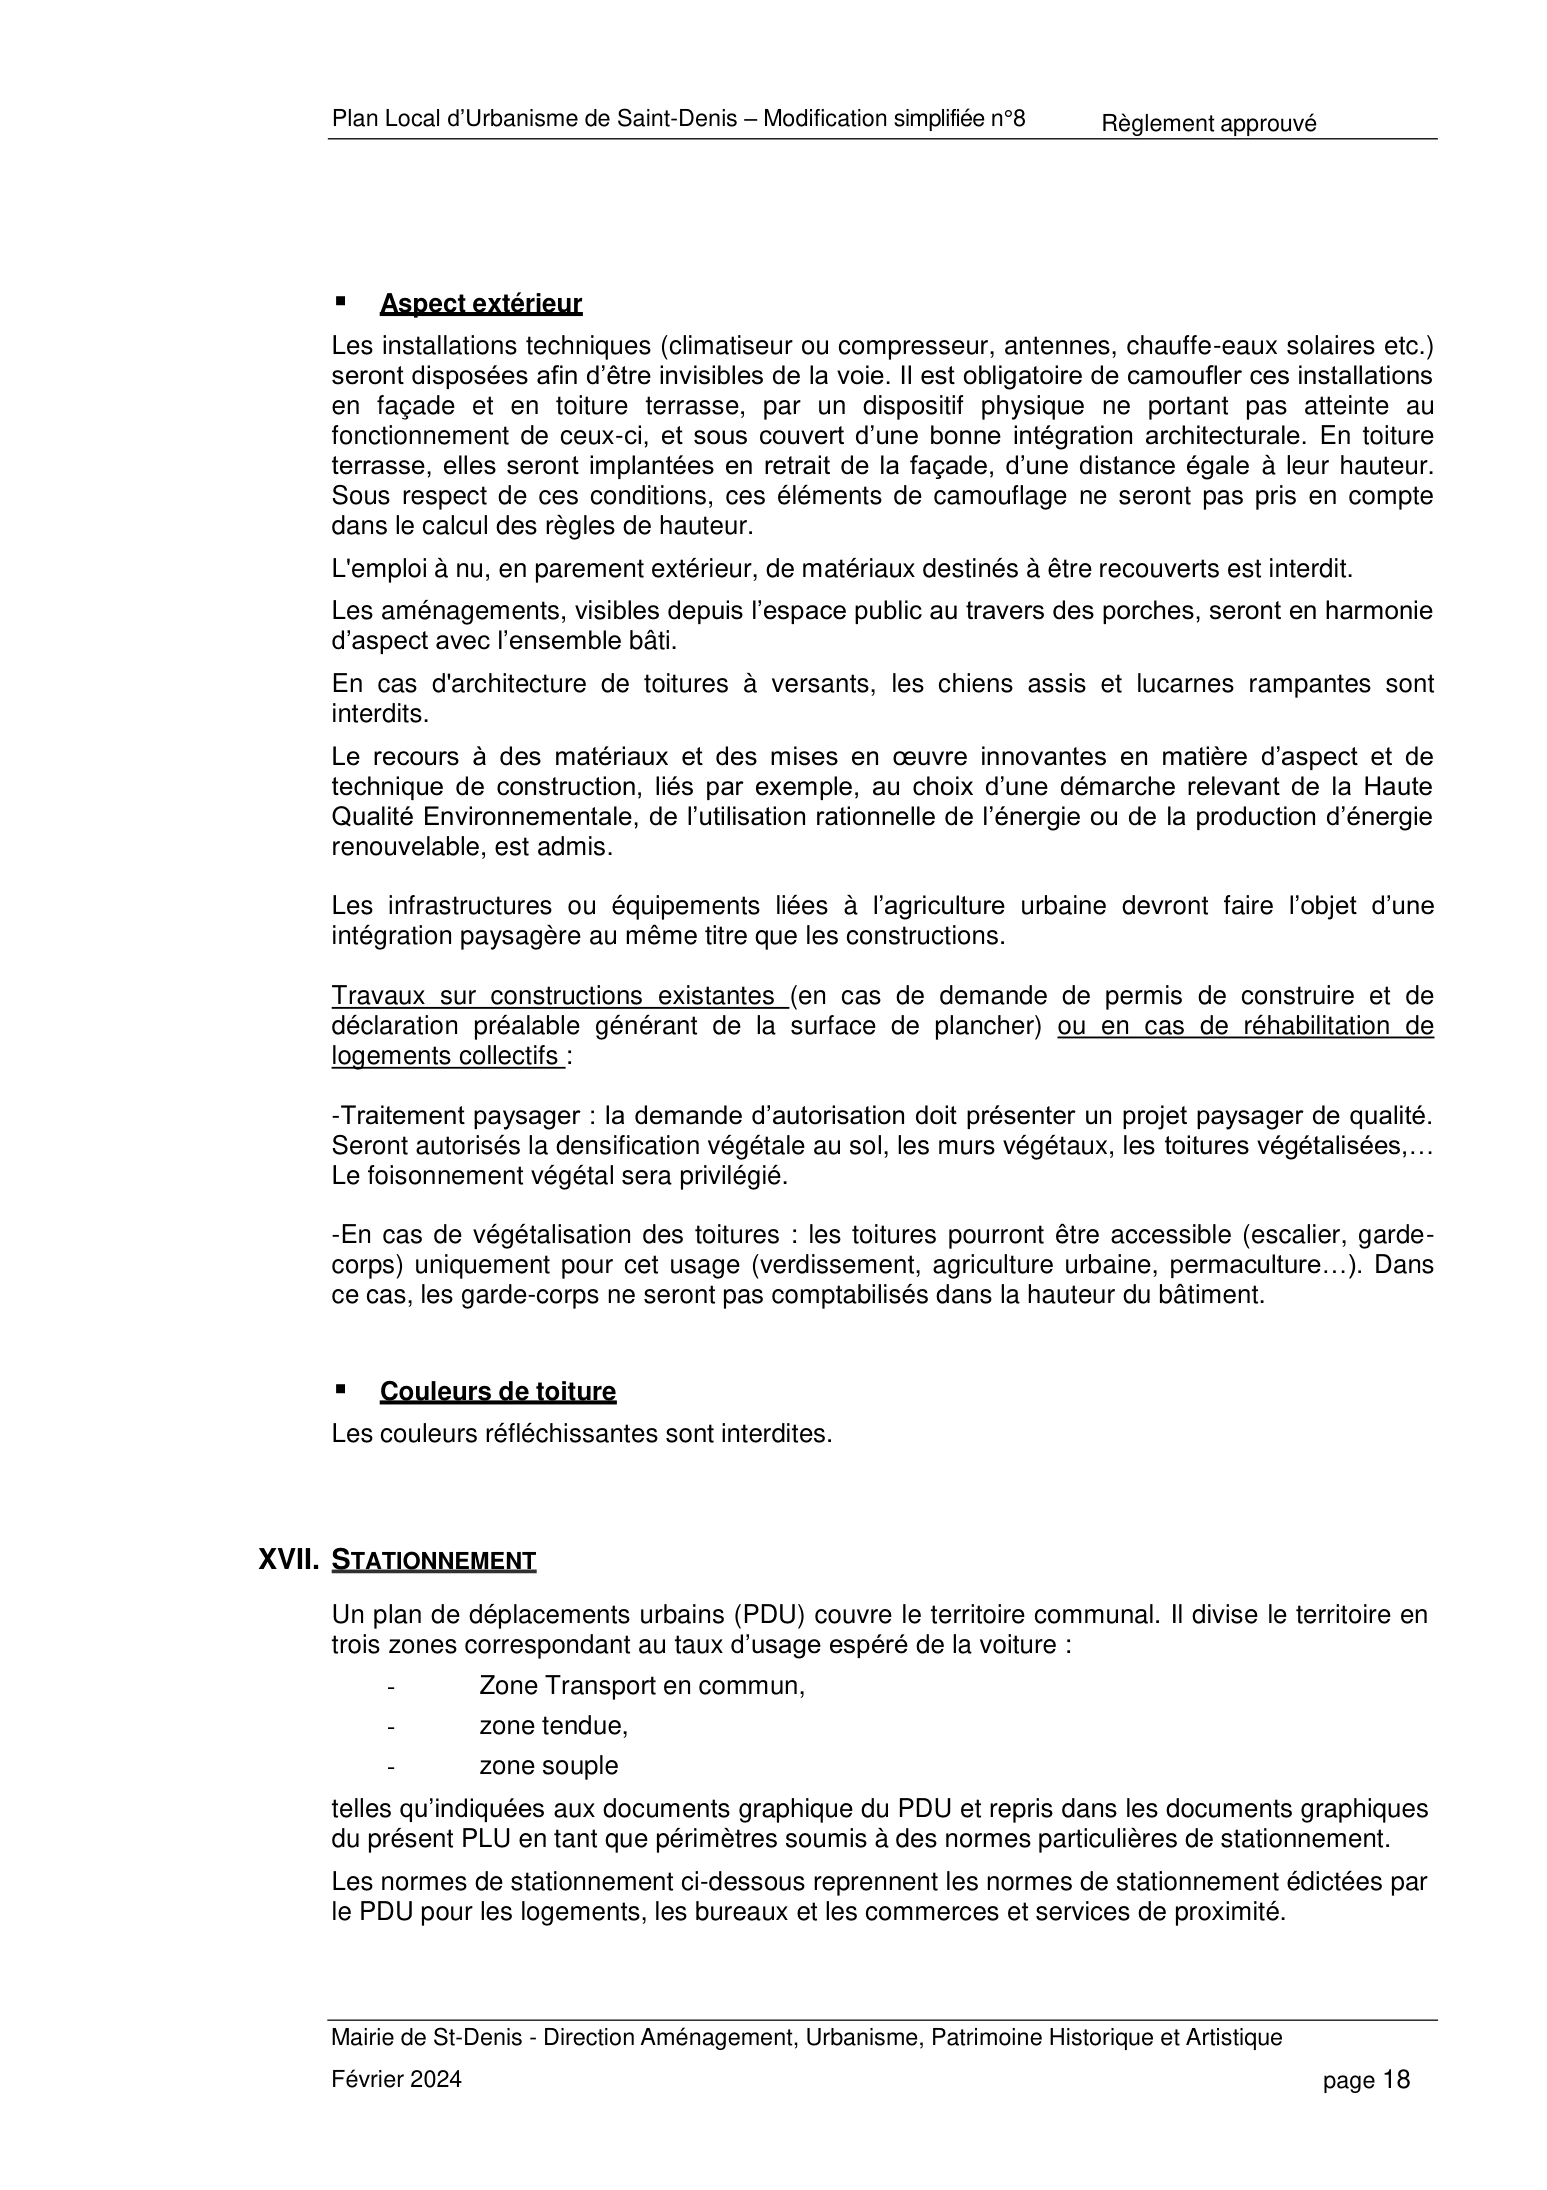 Plan Local d’Urbanisme de Saint-Denis – Modification simplifiée n°8 Règlement approuvé
▪ Aspect extérieur
Les installations techniques (climatiseur ou compresseur, antennes, chauffe-eaux solaires etc.)
seront disposées afin d’être invisibles de la voie. Il est obligatoire de camoufler ces installations
en façade et en toiture terrasse, par un dispositif physique ne portant pas atteinte au
fonctionnement de ceux-ci, et sous couvert d’une bonne intégration architecturale. En toiture
terrasse, elles seront implantées en retrait de la façade, d’une distance égale à leur hauteur.
Sous respect de ces conditions, ces éléments de camouflage ne seront pas pris en compte
dans le calcul des règles de hauteur.
L'emploi à nu, en parement extérieur, de matériaux destinés à être recouverts est interdit.
Les aménagements, visibles depuis l’espace public au travers des porches, seront en harmonie
d’aspect avec l’ensemble bâti.
En cas d'architecture de toitures à versants, les chiens assis et lucarnes rampantes sont
interdits.
Le recours à des matériaux et des mises en œuvre innovantes en matière d’aspect et de
technique de construction, liés par exemple, au choix d’une démarche relevant de la Haute
Qualité Environnementale, de l’utilisation rationnelle de l’énergie ou de la production d’énergie
renouvelable, est admis.
Les infrastructures ou équipements liées à l’agriculture urbaine devront faire l’objet d’une
intégration paysagère au même titre que les constructions.
Travaux sur constructions existantes (en cas de demande de permis de construire et de
déclaration préalable générant de la surface de plancher) ou en cas de réhabilitation de
logements collectifs :
-Traitement paysager : la demande d’autorisation doit présenter un projet paysager de qualité.
Seront autorisés la densification végétale au sol, les murs végétaux, les toitures végétalisées,…
Le foisonnement végétal sera privilégié.
-En cas de végétalisation des toitures : les toitures pourront être accessible (escalier, garde-
corps) uniquement pour cet usage (verdissement, agriculture urbaine, permaculture…). Dans
ce cas, les garde-corps ne seront pas comptabilisés dans la hauteur du bâtiment.
▪ Couleurs de toiture
Les couleurs réfléchissantes sont interdites.
XVII. STATIONNEMENT
Un plan de déplacements urbains (PDU) couvre le territoire communal. Il divise le territoire en
trois zones correspondant au taux d’usage espéré de la voiture :
- Zone Transport en commun,
- zone tendue,
- zone souple
telles qu’indiquées aux documents graphique du PDU et repris dans les documents graphiques
du présent PLU en tant que périmètres soumis à des normes particulières de stationnement.
Les normes de stationnement ci-dessous reprennent les normes de stationnement édictées par
le PDU pour les logements, les bureaux et les commerces et services de proximité.
Mairie de St-Denis - Direction Aménagement, Urbanisme, Patrimoine Historique et Artistique
Février 2024 page 18